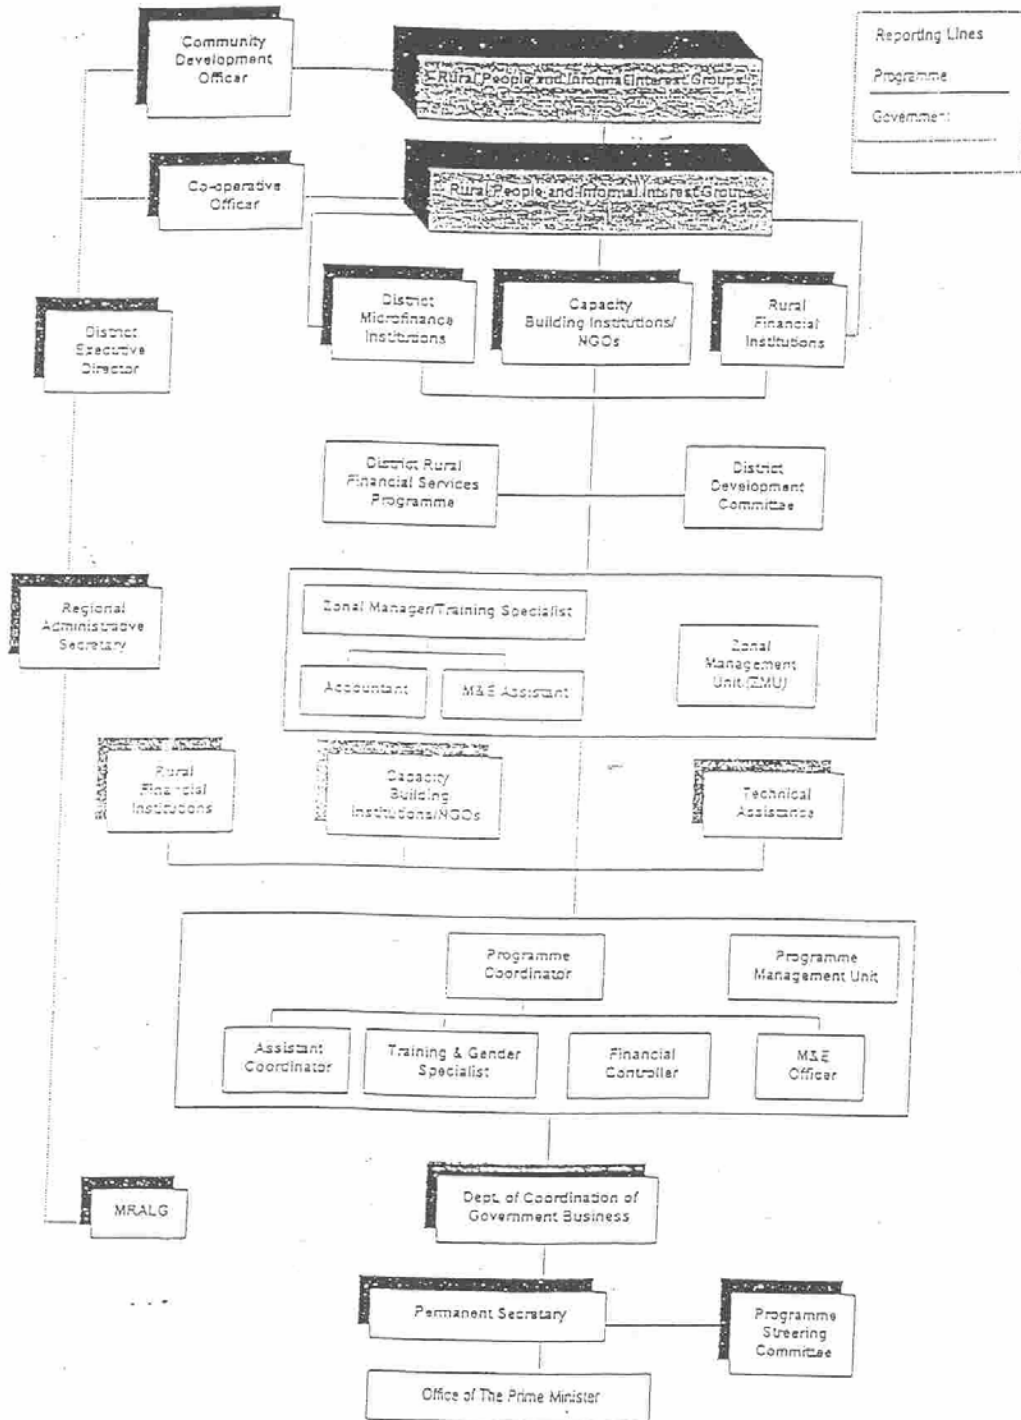 Community
Development
Officer
Rural People and Informal Interest Groups
Reporting Lines
Programme
Government
Co-operative
Officer
Rural People and Informal Interest Groups
District
Executive
Director
District
Microfinance
Institutions
Capacity
Building Institutions/
NGOs
Rural
Financial
Institutions
District Rural
Financial Services
Programme
District
Development
Committee
Regional
Administrative
Secretary
Zonal Manager/Training Specialist
Accountant
M&E Assistant
Zonal
Management
Unit (ZMU)
Rural
Financial
Institutions
Capacity
Building
Institutions/NGOs
Technical
Assistance
Programme
Coordinator
Programme
Management Unit
Assistant
Coordinator
Training & Gender
Specialist
Financial
Controller
M&E
Officer
MRALG
Dept. of Coordination of
Government Business
Permanent Secretary
Programme
Streering
Committee
Office of The Prime Minister